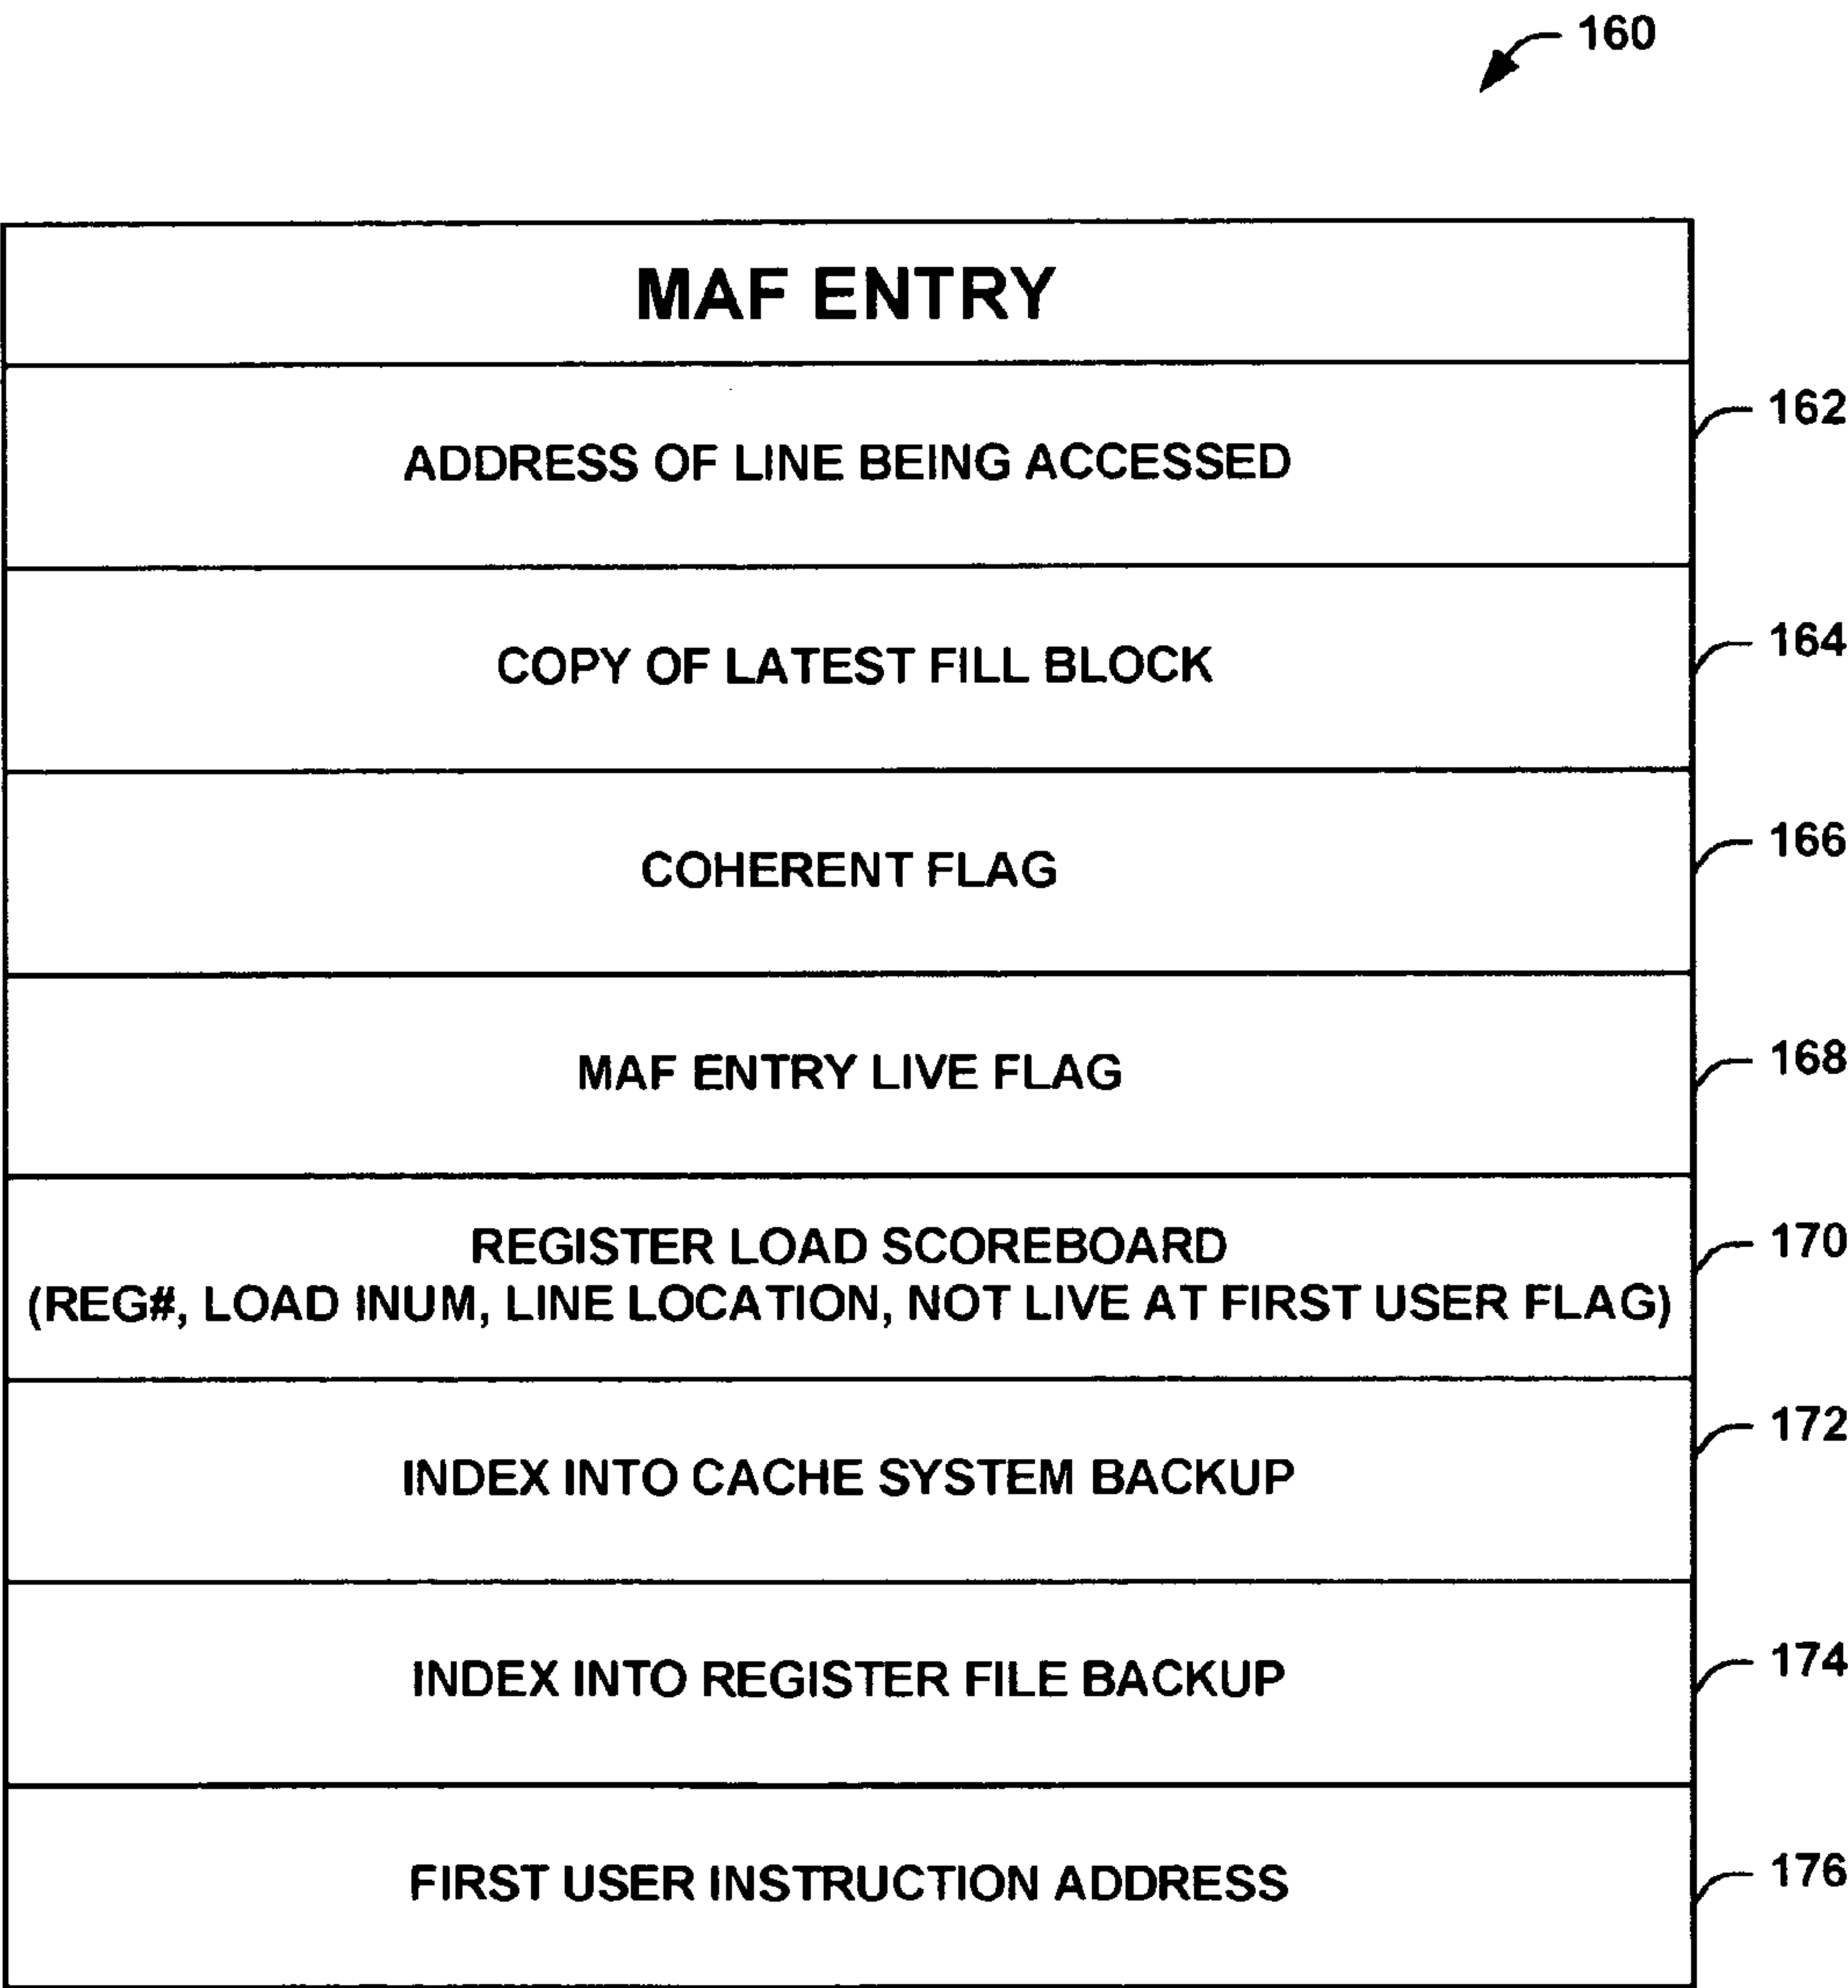 160
MAF ENTRY
ADDRESS OF LINE BEING ACCESSED
162
COPY OF LATEST FILL BLOCK
164
COHERENT FLAG
166
MAF ENTRY LIVE FLAG
168
REGISTER LOAD SCOREBOARD
(REG#, LOAD INUM, LINE LOCATION, NOT LIVE AT FIRST USER FLAG)
170
INDEX INTO CACHE SYSTEM BACKUP
172
INDEX INTO REGISTER FILE BACKUP
174
FIRST USER INSTRUCTION ADDRESS
176